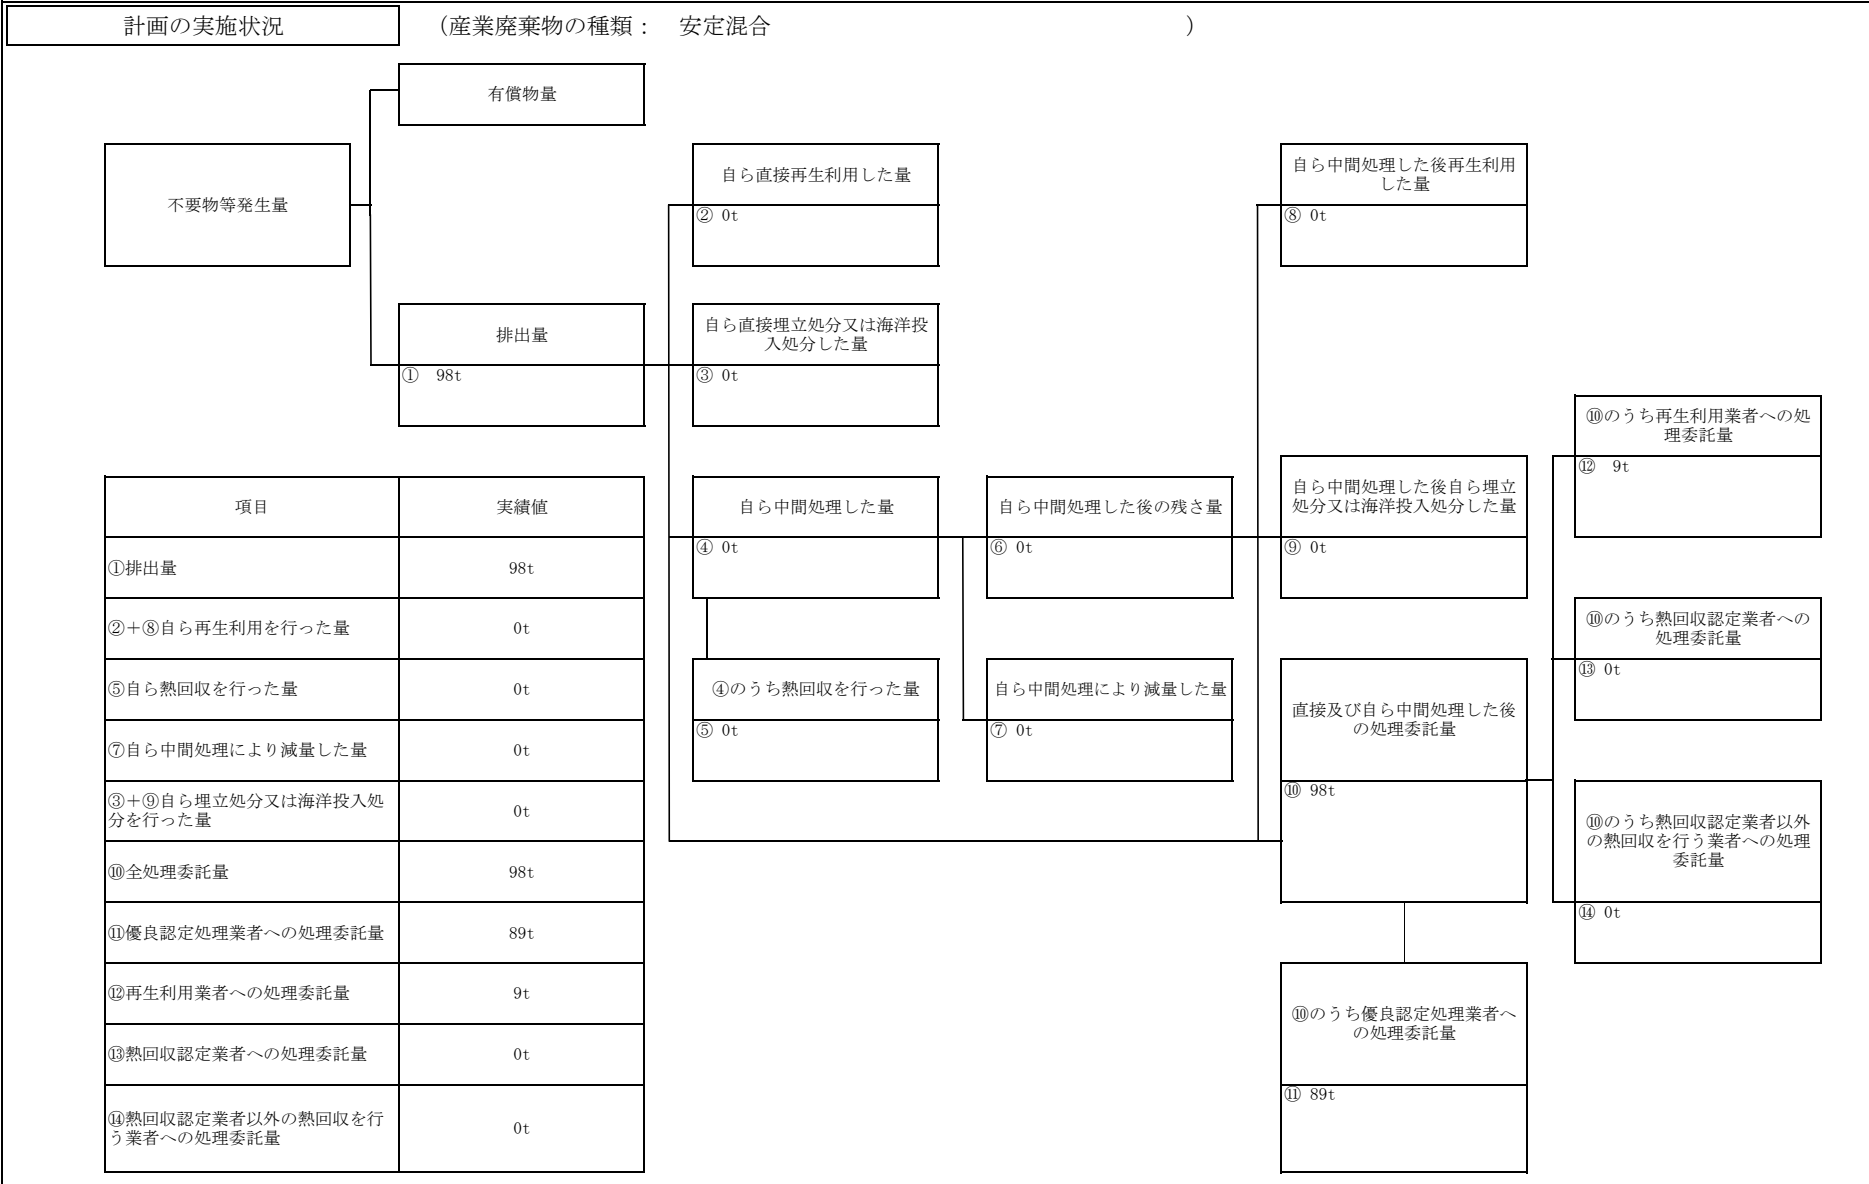 計画の実施状況
（産業廃棄物の種類：　安定混合　　　　　　　　　）
有償物量
不要物等発生量
自ら直接再生利用した量
② 0t
自ら中間処理した後再生利用
した量
⑧ 0t
排出量
①　98t
自ら直接埋立処分又は海洋投
入処分した量
③ 0t
⑩のうち再生利用業者への処
理委託量
⑫　9t
項目
実績値
①排出量
98t
②＋⑧自ら再生利用を行った量
0t
⑤自ら熱回収を行った量
0t
⑦自ら中間処理により減量した量
0t
③＋⑨自ら埋立処分又は海洋投入処
分を行った量
0t
⑩全処理委託量
98t
⑪優良認定処理業者への処理委託量
89t
⑫再生利用業者への処理委託量
9t
⑬熱回収認定業者への処理委託量
0t
⑭熱回収認定業者以外の熱回収を行
う業者への処理委託量
0t
自ら中間処理した量
④ 0t
自ら中間処理した後の残さ量
⑥ 0t
自ら中間処理した後自ら埋立
処分又は海洋投入処分した量
⑨ 0t
④のうち熱回収を行った量
⑤ 0t
自ら中間処理により減量した量
⑦ 0t
直接及び自ら中間処理した後
の処理委託量
⑩ 98t
⑩のうち熱回収認定業者への
処理委託量
⑬ 0t
⑩のうち熱回収認定業者以外
の熱回収を行う業者への処理
委託量
⑭ 0t
⑩のうち優良認定処理業者へ
の処理委託量
⑪ 89t